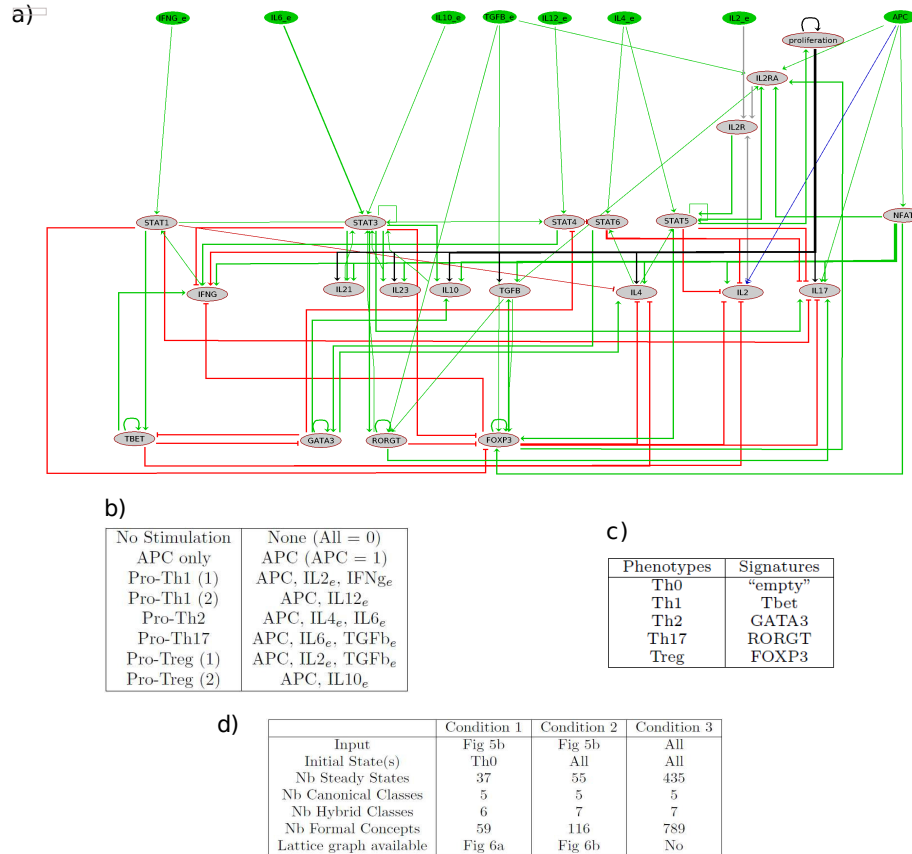 a)
IFNG_e IL6_e IL10_e TGFB_e IL12_e IL4_e IL2_e APC
proliferation
IL2RA
IL2R
STAT1 STAT3 STAT4 STAT6 STAT5 NFAT
IFNG IL21 IL23 IL10 TGFB IL4 IL2 IL17
TBET GATA3 RORGT FOXP3
b)
No Stimulation None (All = 0)
APC only APC (APC = 1)
Pro-Th1 (1) APC, IL2e, IFNge
Pro-Th1 (2) APC, IL12e
Pro-Th2 APC, IL4e, IL6e
Pro-Th17 APC, IL6e, TGFbe
Pro-Treg (1) APC, IL2e, TGFbe
Pro-Treg (2) APC, IL10e
c)
Phenotypes Signatures
Th0 “empty”
Th1 Tbet
Th2 GATA3
Th17 RORGT
Treg FOXP3
d)
Condition 1 Condition 2 Condition 3
Input Fig 5b Fig 5b All
Initial State(s) Th0 All All
Nb Steady States 37 55 435
Nb Canonical Classes 5 5 5
Nb Hybrid Classes 6 7 7
Nb Formal Concepts 59 116 789
Lattice graph available Fig 6a Fig 6b No